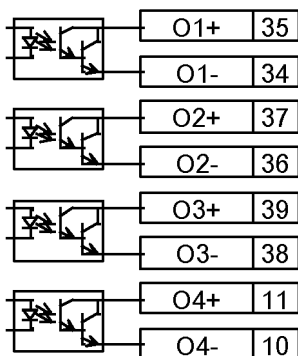 O1+ 35
O1- 34
O2+ 37
O2- 36
O3+ 39
O3- 38
O4+ 11
O4- 10